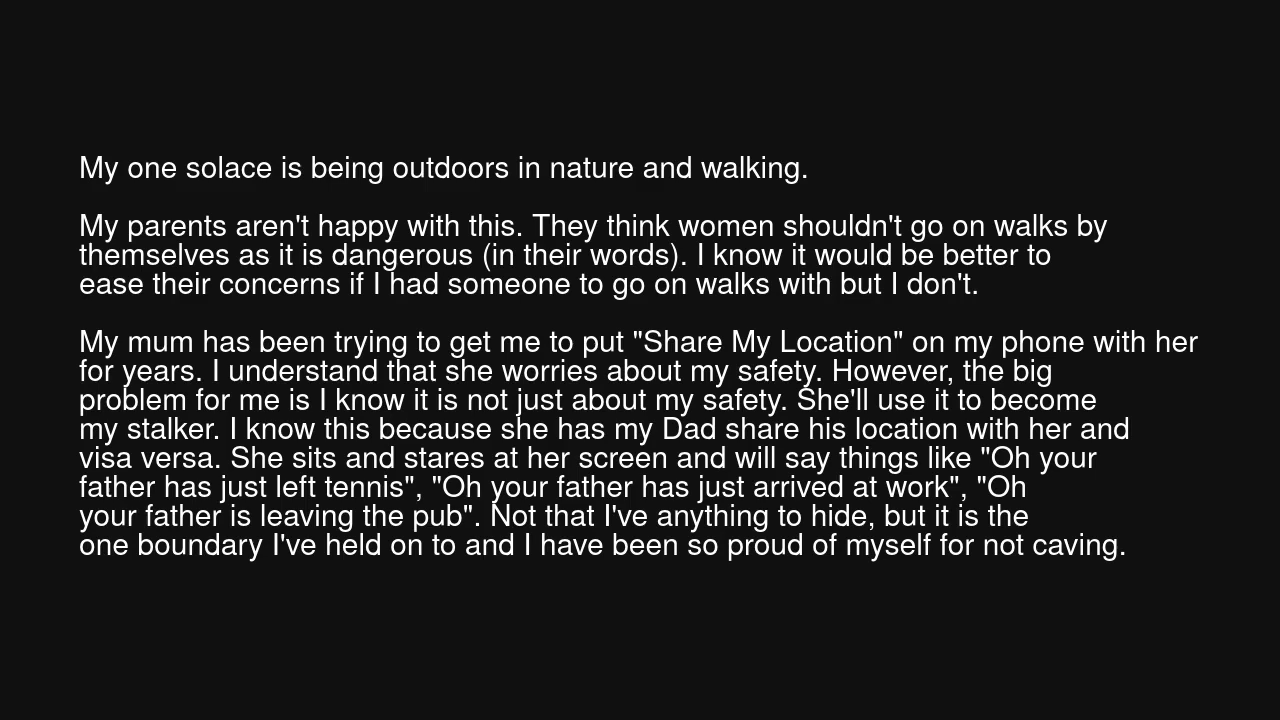 My one solace is being outdoors in nature and walking.
My parents aren't happy with this. They think women shouldn't go on walks by
themselves as it is dangerous (in their words). I know it would be better to
ease their concerns if I had someone to go on walks with but I don't.
My mum has been trying to get me to put "Share My Location" on my phone with her
for years. I understand that she worries about my safety. However, the big
problem for me is I know it is not just about my safety. She'll use it to become
my stalker. I know this because she has my Dad share his location with her and
visa versa. She sits and stares at her screen and will say things like "Oh your
father has just left tennis", "Oh your father has just arrived at work", "Oh
your father is leaving the pub". Not that I've anything to hide, but it is the
one boundary I've held on to and I have been so proud of myself for not caving.